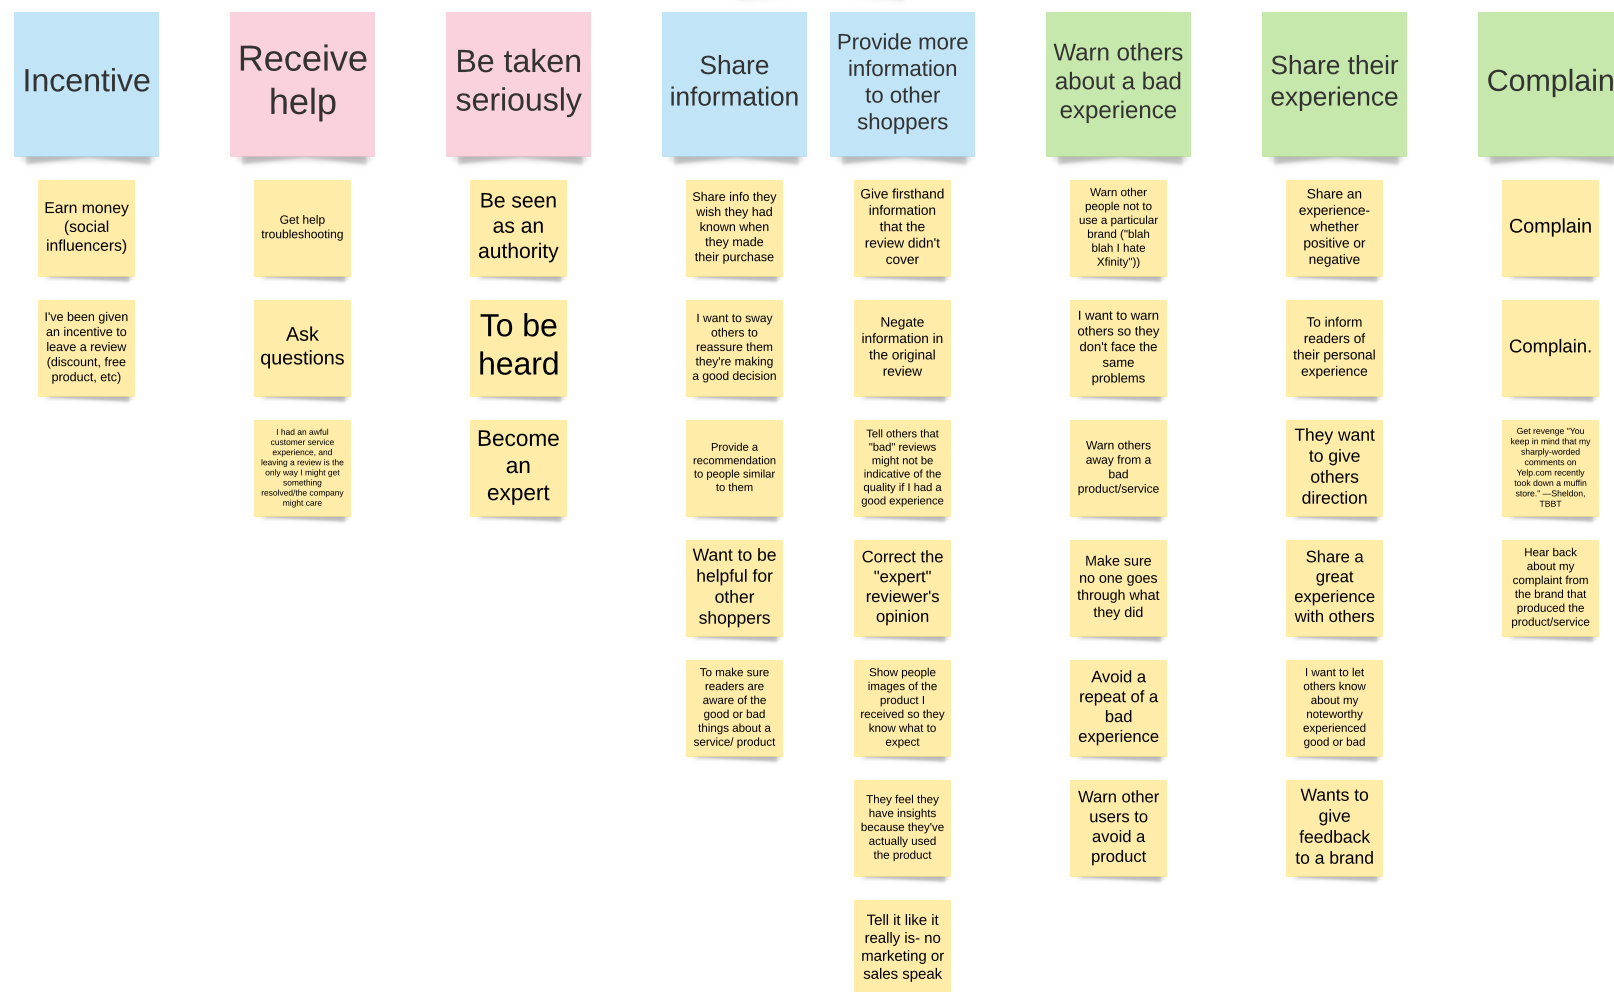 Incentive
Earn money
(social
influencers)
I've been given
an incentive to
leave a review
(discount, free
product, etc)
Receive
help
Get help
troubleshooting
Ask
questions
I had an awful
customer service
experience, and
leaving a review is the
only way I might get
something
resolved/the company
might care
Be taken
seriously
Be seen
as an
authority
To be
heard
Become
an
expert
Share
information
Share info they
wish they had
known when
they made
their purchase
I want to sway
others to
reassure them
they're making
a good decision
Provide a
recommendation
to people similar
to them
Want to be
helpful for
other
shoppers
To make sure
readers are
aware of the
good or bad
things about a
service/ product
Provide more
information
to other
shoppers
Give firsthand
information
that the
review didn't
cover
Negate
information in
the original
review
Tell others that
"bad" reviews
might not be
indicative of the
quality if I had a
good experience
Correct the
"expert"
reviewer's
opinion
Show people
images of the
product I
received so they
know what to
expect
They feel they
have insights
because they've
actually used
the product
Tell it like it
really is- no
marketing or
sales speak
Warn others
about a bad
experience
Warn other
people not to
use a particular
brand ("blah
blah I hate
Xfinity"))
I want to warn
others so they
don't face the
same
problems
Warn others
away from a
bad
product/service
Make sure
no one goes
through what
they did
Avoid a
repeat of a
bad
experience
Warn other
users to
avoid a
product
Share their
experience
Share an
experience-
whether
positive or
negative
To inform
readers of
their personal
experience
They want
to give
others
direction
Share a
great
experience
with others
I want to let
others know
about my
noteworthy
experienced
good or bad
Wants to
give
feedback
to a brand
Complain
Complain
Complain.
Get revenge "You
keep in mind that my
sharply-worded
comments on
Yelp.com recently
took down a muffin
store." —Sheldon,
TBBT
Hear back
about my
complaint from
the brand that
produced the
product/service